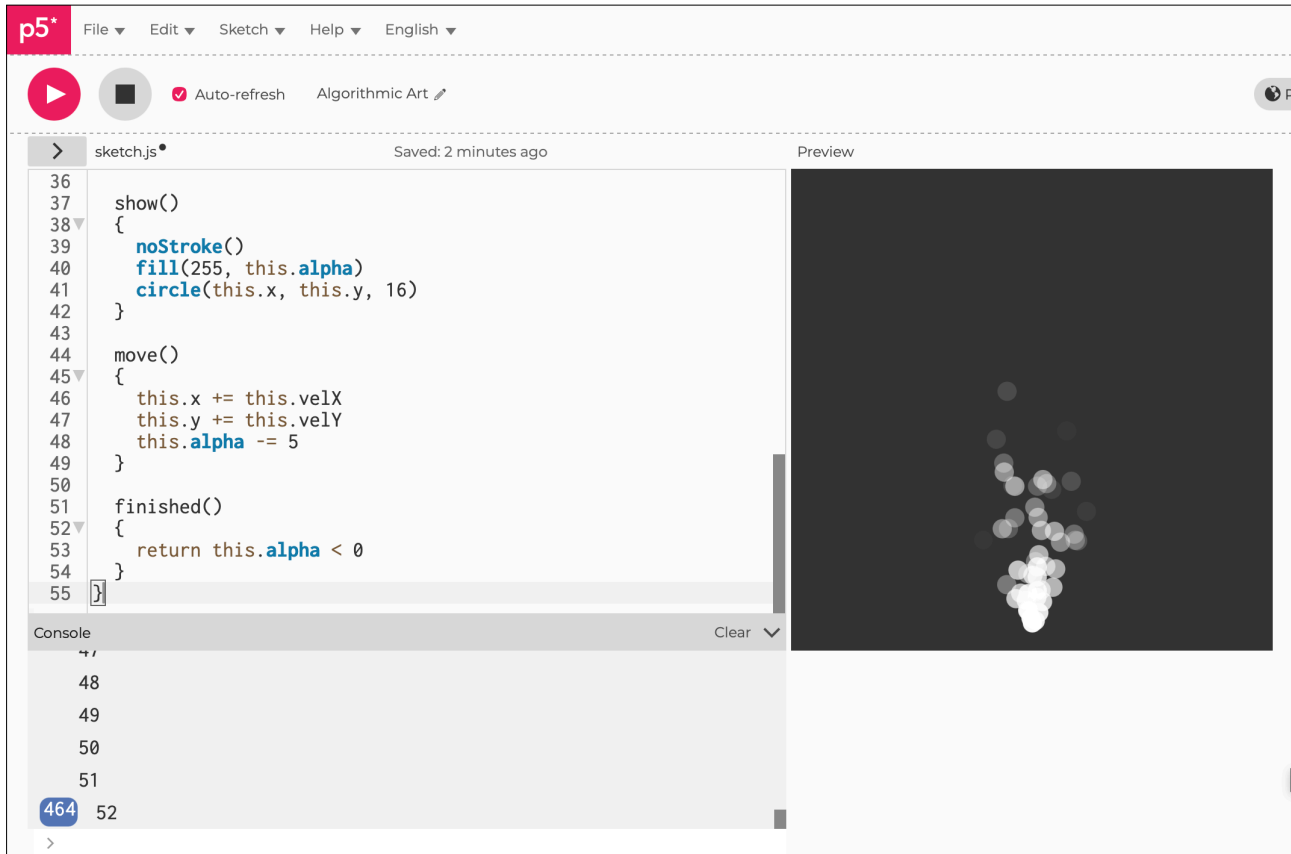 p5* File Edit Sketch Help English
Auto-refresh Algorithmic Art
sketch.js Saved: 2 minutes ago Preview
36
37 show()
38 {
39 noStroke()
40 fill(255, this.alpha)
41 circle(this.x, this.y, 16)
42 }
43
44 move()
45 {
46 this.x += this.velX
47 this.y += this.velY
48 this.alpha -= 5
49 }
50
51 finished()
52 {
53 return this.alpha < 0
54 }
55 }
Console Clear
47
48
49
50
51
464 52
>